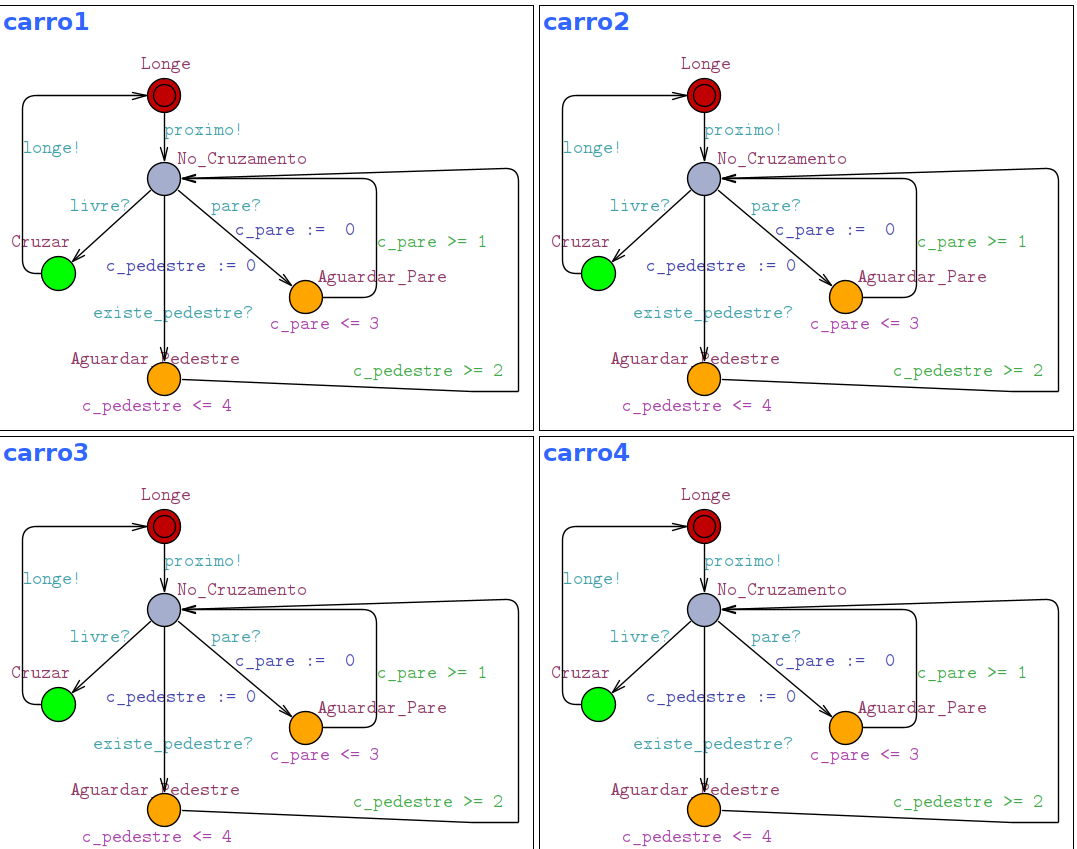 carro1
Longe
proximo!
longe!
No_Cruzamento
livre?
pare?
c_pare := 0
Cruzar
c_pare >= 1
c_pedestre := 0
Aguardar_Pare
existe_pedestre?
c_pare <= 3
Aguardar_Pedestre
c_pedestre >= 2
c_pedestre <= 4
carro2
Longe
proximo!
longe!
No_Cruzamento
livre?
pare?
c_pare := 0
Cruzar
c_pare >= 1
c_pedestre := 0
Aguardar_Pare
existe_pedestre?
c_pare <= 3
Aguardar_Pedestre
c_pedestre >= 2
c_pedestre <= 4
carro3
Longe
proximo!
longe!
No_Cruzamento
livre?
pare?
c_pare := 0
Cruzar
c_pare >= 1
c_pedestre := 0
Aguardar_Pare
existe_pedestre?
c_pare <= 3
Aguardar_Pedestre
c_pedestre >= 2
c_pedestre <= 4
carro4
Longe
proximo!
longe!
No_Cruzamento
livre?
pare?
c_pare := 0
Cruzar
c_pare >= 1
c_pedestre := 0
Aguardar_Pare
existe_pedestre?
c_pare <= 3
Aguardar_Pedestre
c_pedestre >= 2
c_pedestre <= 4